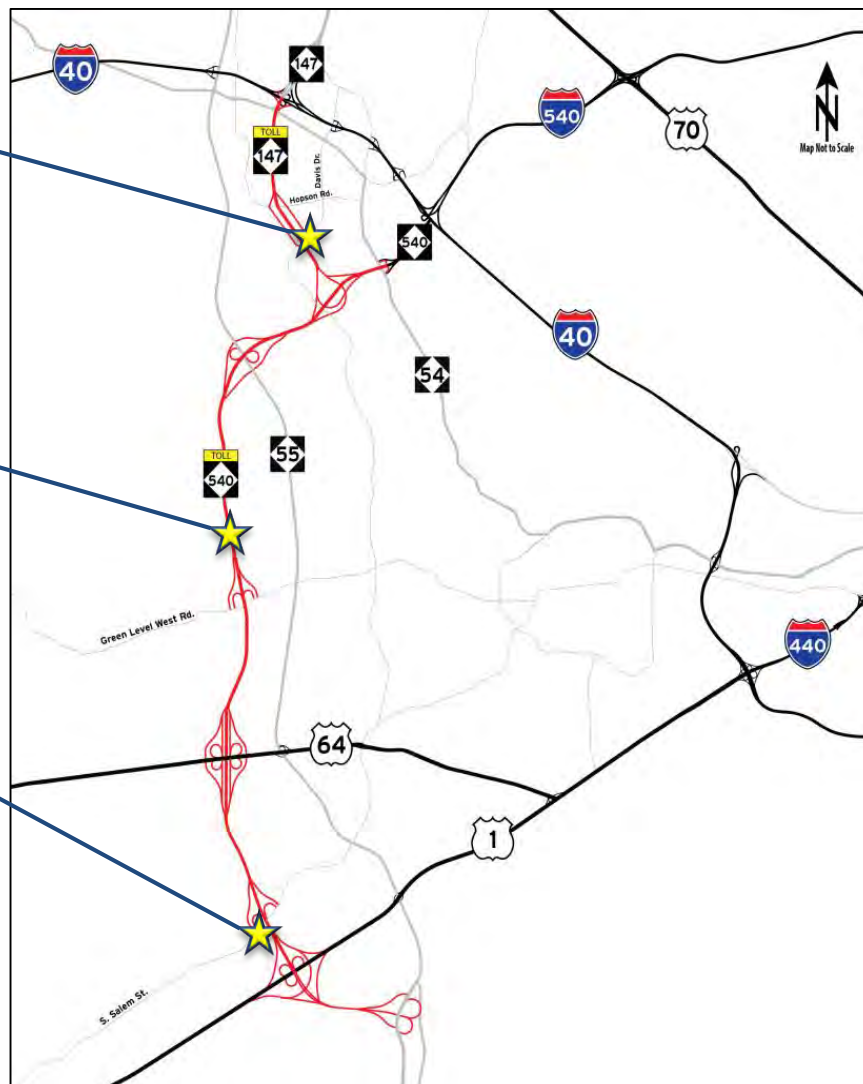 40
147
540
70
N
Map Not to Scale
TOLL
147
Davis Dr.
Hopson Rd.
540
40
54
55
TOLL
540
Green Level West Rd.
440
64
1
S. Salem St.